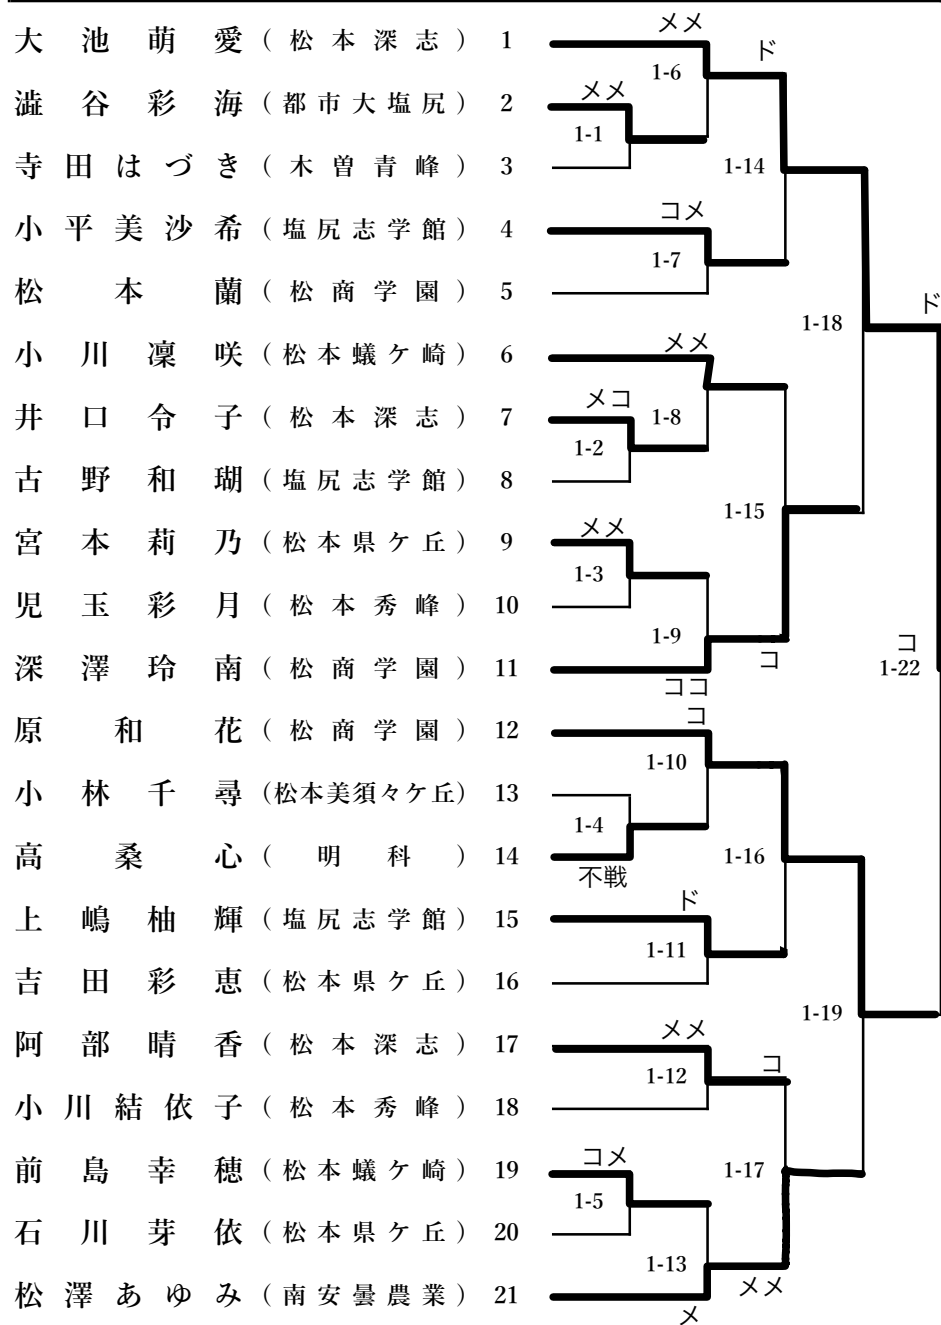 メメ
大池萌愛(松本深志) 1
ド
1-6
澁谷彩海(都市大塩尻) 2
メメ
1-1
寺田はづき(木曽青峰) 3
1-14
小平美沙希(塩尻志学館) 4
コメ
1-7
松本蘭(松商学園) 5
ド
1-18
小川凜咲(松本蟻ケ崎) 6
メメ
井口令子(松本深志) 7
メコ
1-8
1-2
古野和瑚(塩尻志学館) 8
1-15
宮本莉乃(松本県ケ丘) 9
メメ
1-3
児玉彩月(松本秀峰) 10
1-9
コ
深澤玲南(松商学園) 11
コ
1-22
ココ
コ
原和花(松商学園) 12
1-10
小林千尋(松本美須々ケ丘) 13
1-4
高桑心(明科) 14
1-16
不戦
ド
上嶋柚輝(塩尻志学館) 15
1-11
吉田彩恵(松本県ケ丘) 16
1-19
阿部晴香(松本深志) 17
メメ
コ
1-12
小川結依子(松本秀峰) 18
前島幸穂(松本蟻ケ崎) 19
コメ
1-17
1-5
石川芽依(松本県ケ丘) 20
1-13
メメ
松澤あゆみ(南安曇農業) 21
メ